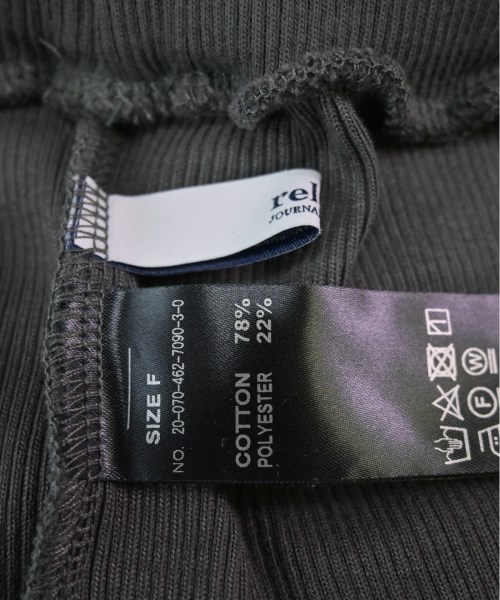 rel
JOURNA
SIZE F
NO. 20-070-462-7090-3-0
COTTON 78%
POLYESTER 22%
W
F